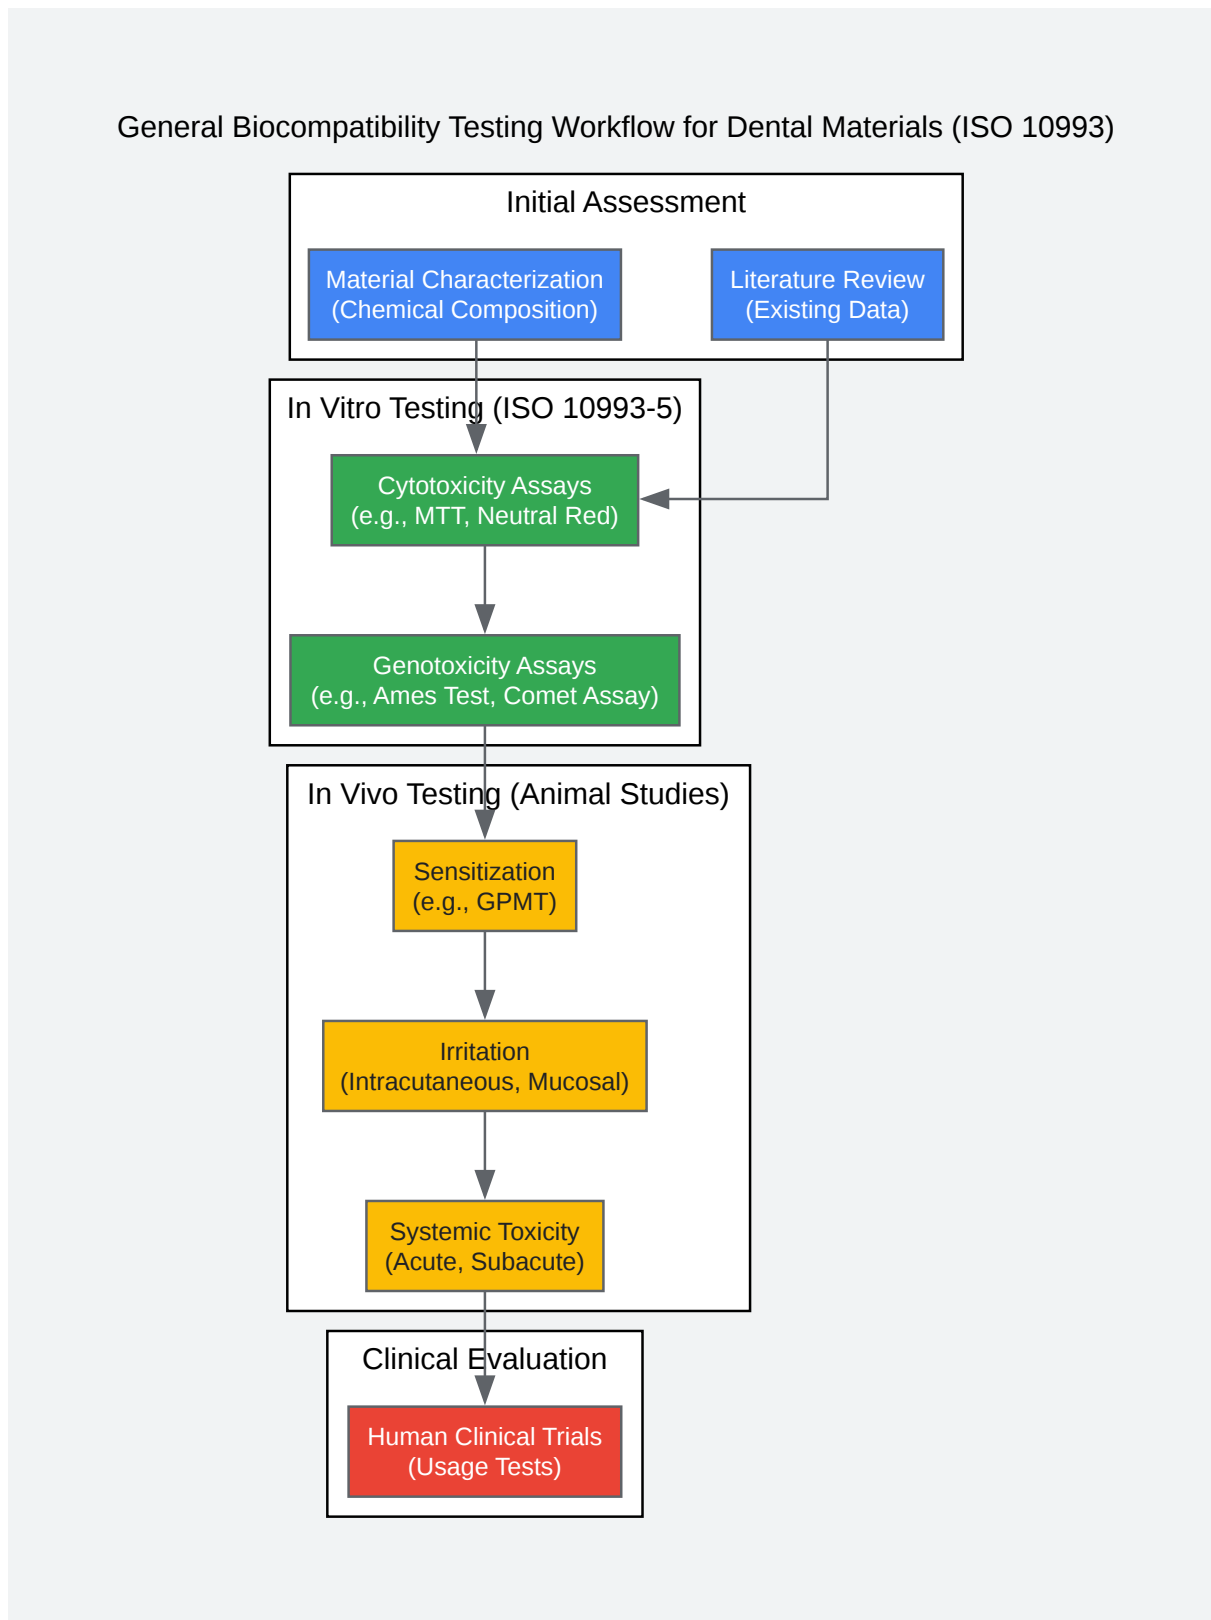 General Biocompatibility Testing Workflow for Dental Materials (ISO 10993)
Initial Assessment
Material Characterization
(Chemical Composition)
Literature Review
(Existing Data)
In Vitro Testing (ISO 10993-5)
Cytotoxicity Assays
(e.g., MTT, Neutral Red)
Genotoxicity Assays
(e.g., Ames Test, Comet Assay)
In Vivo Testing (Animal Studies)
Sensitization
(e.g., GPMT)
Irritation
(Intracutaneous, Mucosal)
Systemic Toxicity
(Acute, Subacute)
Clinical Evaluation
Human Clinical Trials
(Usage Tests)